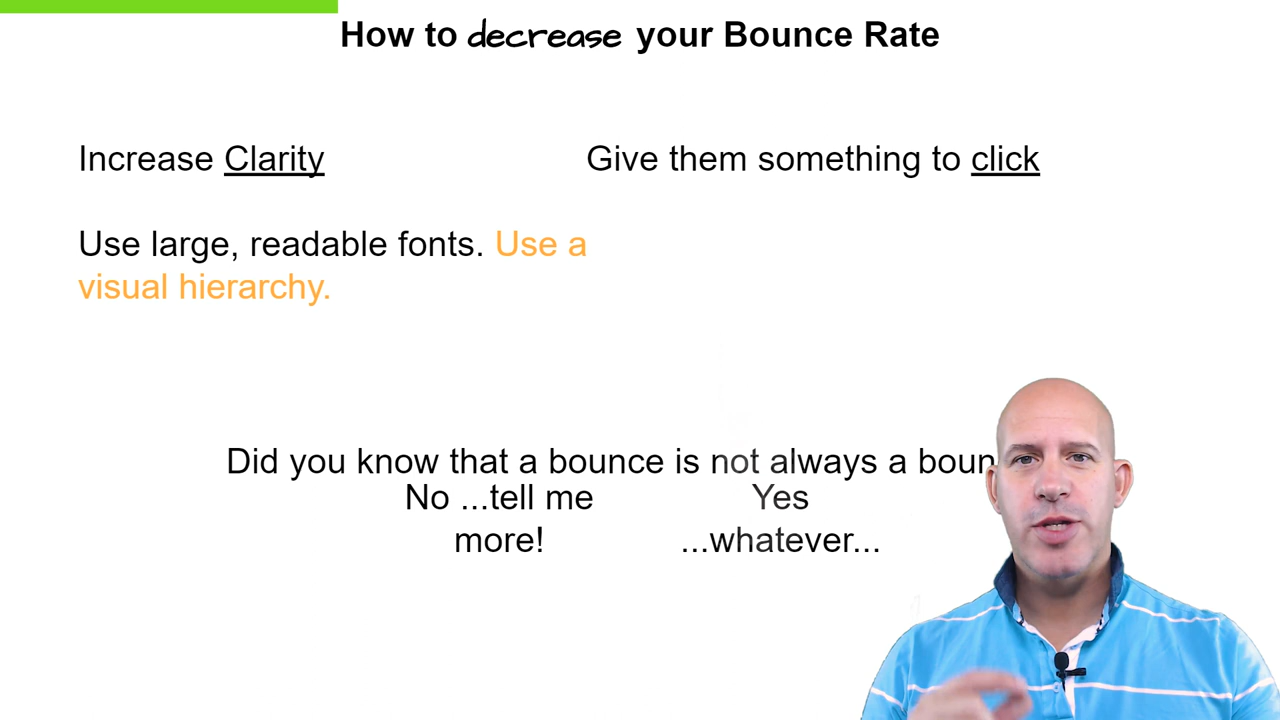 How to decrease your Bounce Rate
Increase Clarity
Give them something to click
Use large, readable fonts. Use a
visual hierarchy.
Did you know that a bounce is not always a boun
No ...tell me
more!
Yes
...whatever...